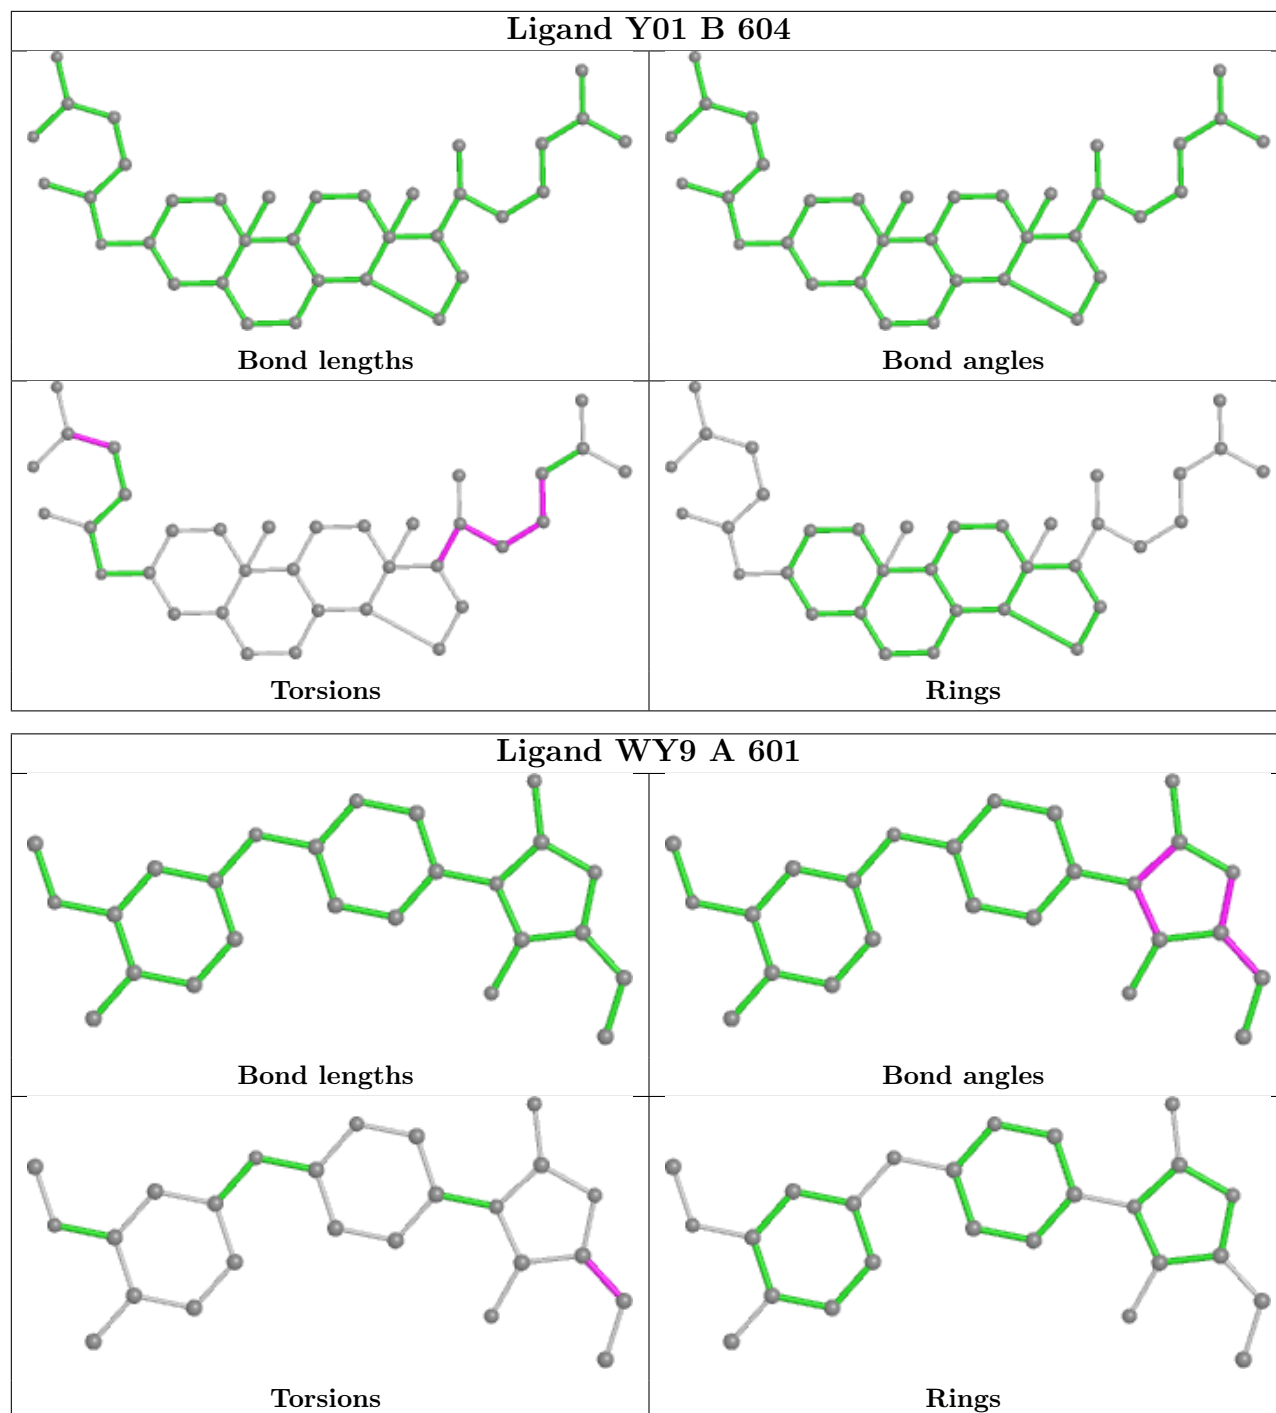 Ligand Y01 B 604
Bond lengths
Bond angles
Torsions
Rings
Ligand WY9 A 601
Bond lengths
Bond angles
Torsions
Rings